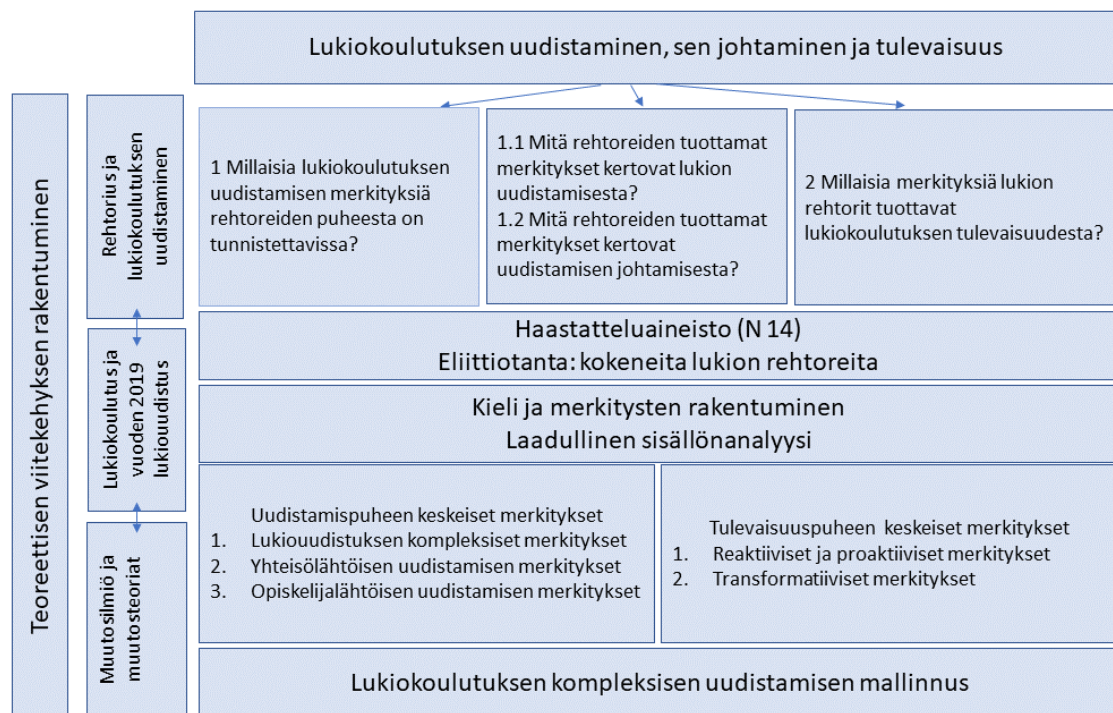 Lukiokoulutuksen uudistaminen, sen johtaminen ja tulevaisuus
Teoreettisen viitekehyksen rakentuminen
Rehtorius ja
lukiokoulutuksen
uudistaminen
1 Millaisia lukiokoulutuksen
uudistamisen merkityksiä
rehtoreiden puheesta on
tunnistettavissa?
1.1 Mitä rehtoreiden tuottamat
merkitykset kertovat lukion
uudistamisesta?
1.2 Mitä rehtoreiden tuottamat
merkitykset kertovat
uudistamisen johtamisesta?
2 Millaisia merkityksiä lukion
rehtorit tuottavat
lukiokoulutuksen tulevaisuudesta?
Lukiokoulutus ja
vuoden 2019
lukiouudistus
Haastatteluaineisto (N 14)
Eliittiotanta: kokeneita lukion rehtoreita
Kieli ja merkitysten rakentuminen
Laadullinen sisällönanalyysi
Muutosilmiö ja
muutosteoriat
Uudistamispuheen keskeiset merkitykset
1. Lukiouudistuksen kompleksiset merkitykset
2. Yhteisölähtöisen uudistamisen merkitykset
3. Opiskelijalähtöisen uudistamisen merkitykset
Tulevaisuuspuheen keskeiset merkitykset
1. Reaktiiviset ja proaktiiviset merkitykset
2. Transformatiiviset merkitykset
Lukiokoulutuksen kompleksisen uudistamisen mallinnus